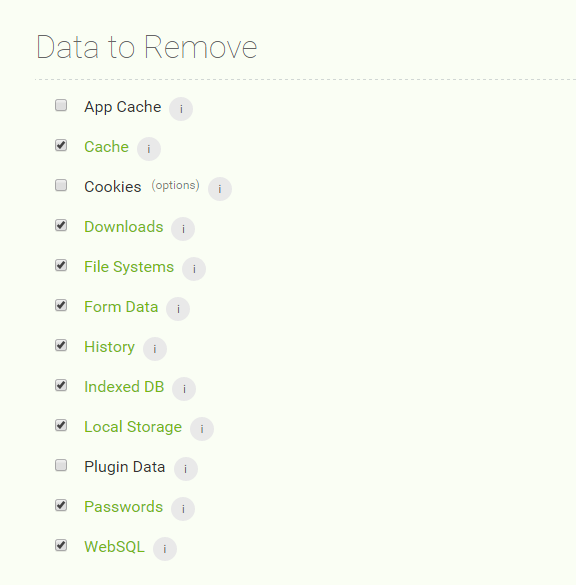 Data to Remove
App Cache i
Cache i
Cookies (options) i
Downloads i
File Systems i
Form Data i
History i
Indexed DB i
Local Storage i
Plugin Data i
Passwords i
WebSQL i